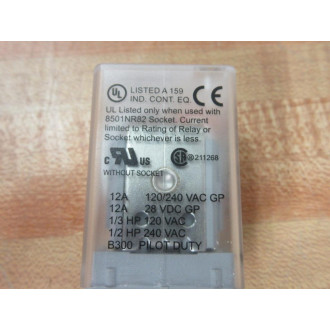 UL LISTED A 159
IND. CONT. EQ. CE
UL Listed only when used with
8501NR82 Socket. Current
limited to Rating of Relay or
Socket whichever is less.
c RU US SA 211268
WITHOUT SOCKET
12A 120/240 VAC GP
12A 28 VDC GP
1/3 HP 120 VAC
1/2 HP 240 VAC
B300 PILOT DUTY